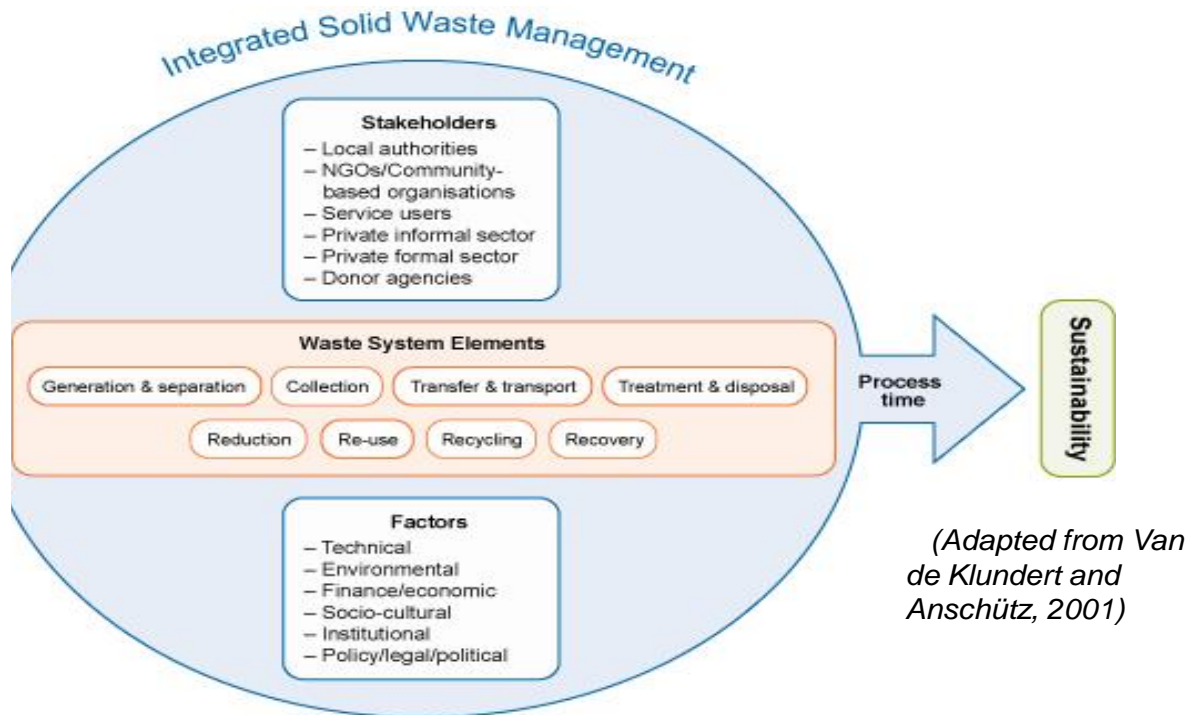 Integrated Solid Waste Management
Stakeholders
– Local authorities
– NGOs/Community-
based organisations
– Service users
– Private informal sector
– Private formal sector
– Donor agencies
Waste System Elements
Generation & separation Collection Transfer & transport Treatment & disposal
Reduction Re-use Recycling Recovery
Factors
– Technical
– Environmental
– Finance/economic
– Socio-cultural
– Institutional
– Policy/legal/political
Process
time
Sustainability
(Adapted from Van
de Klundert and
Anschütz, 2001)